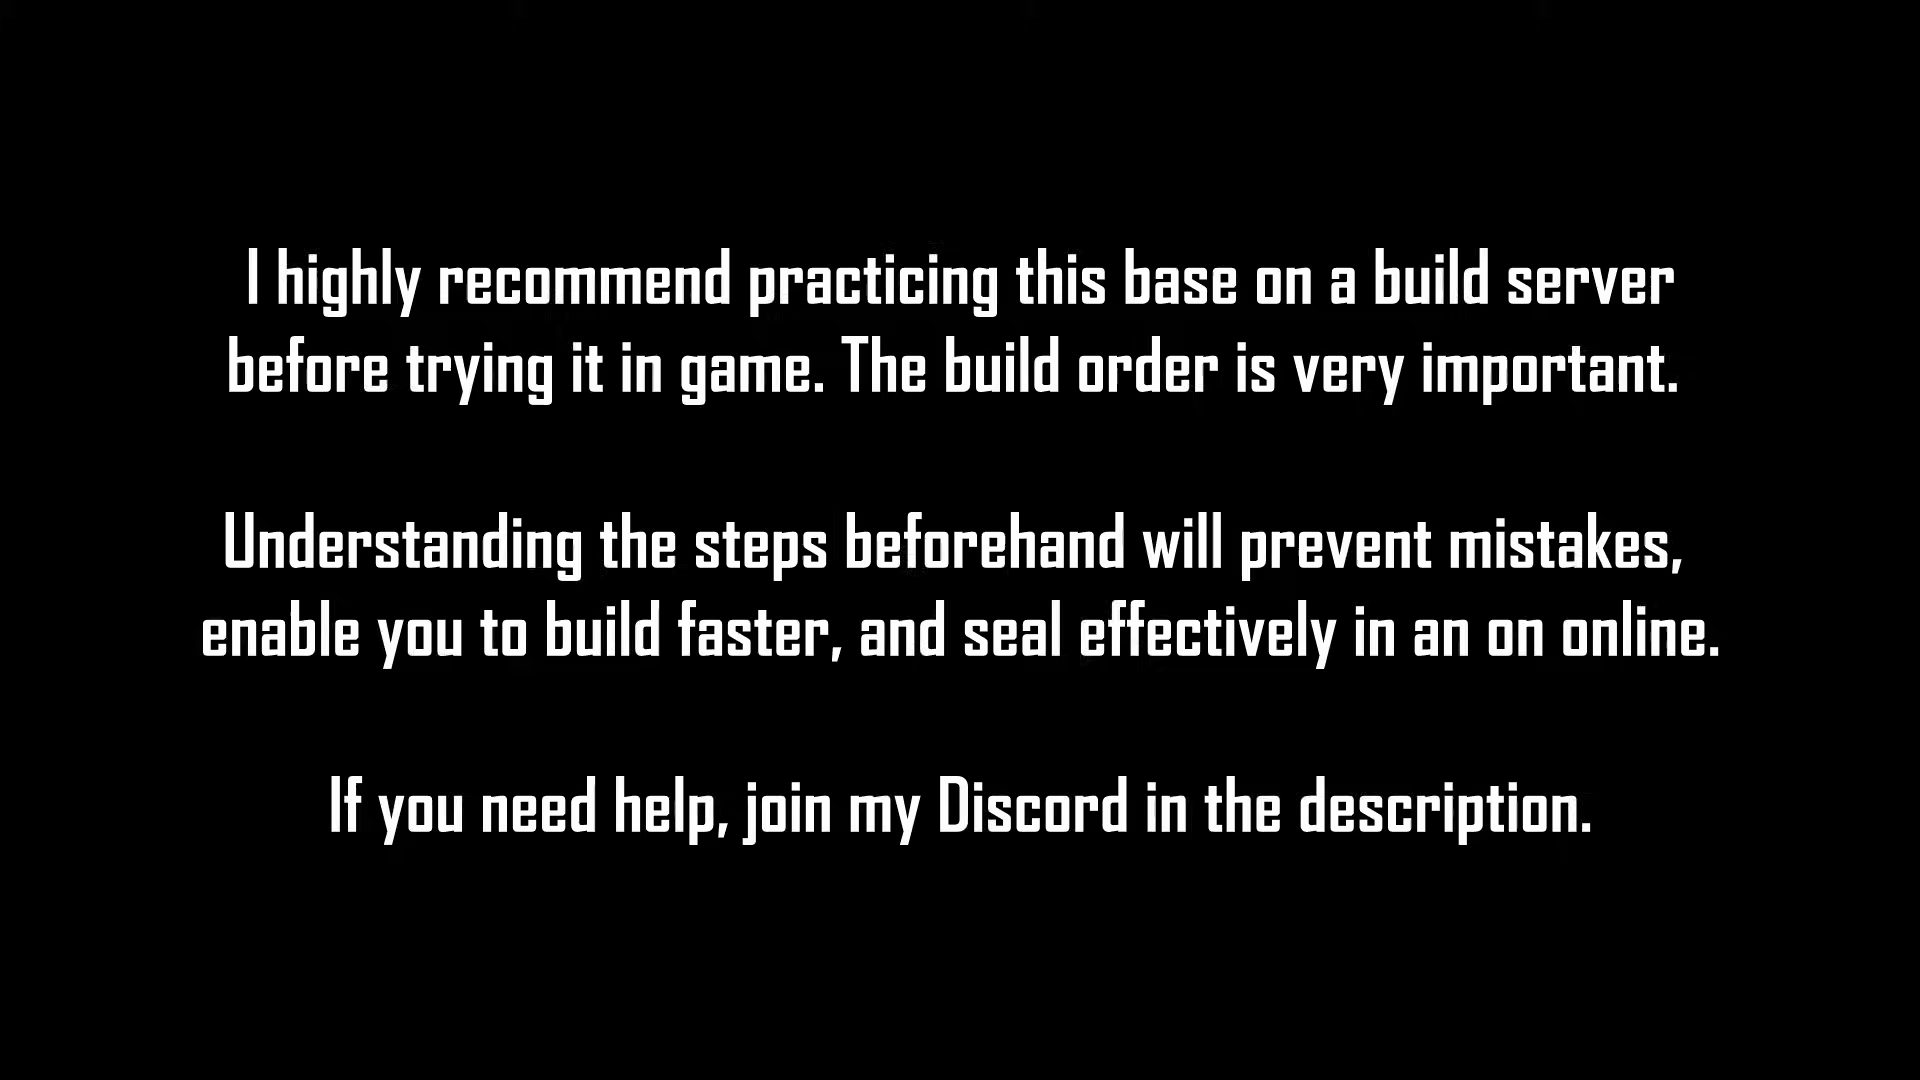 I highly recommend practicing this base on a build server
before trying it in game. The build order is very important.
Understanding the steps beforehand will prevent mistakes,
enable you to build faster, and seal effectively in an on online.
If you need help, join my Discord in the description.